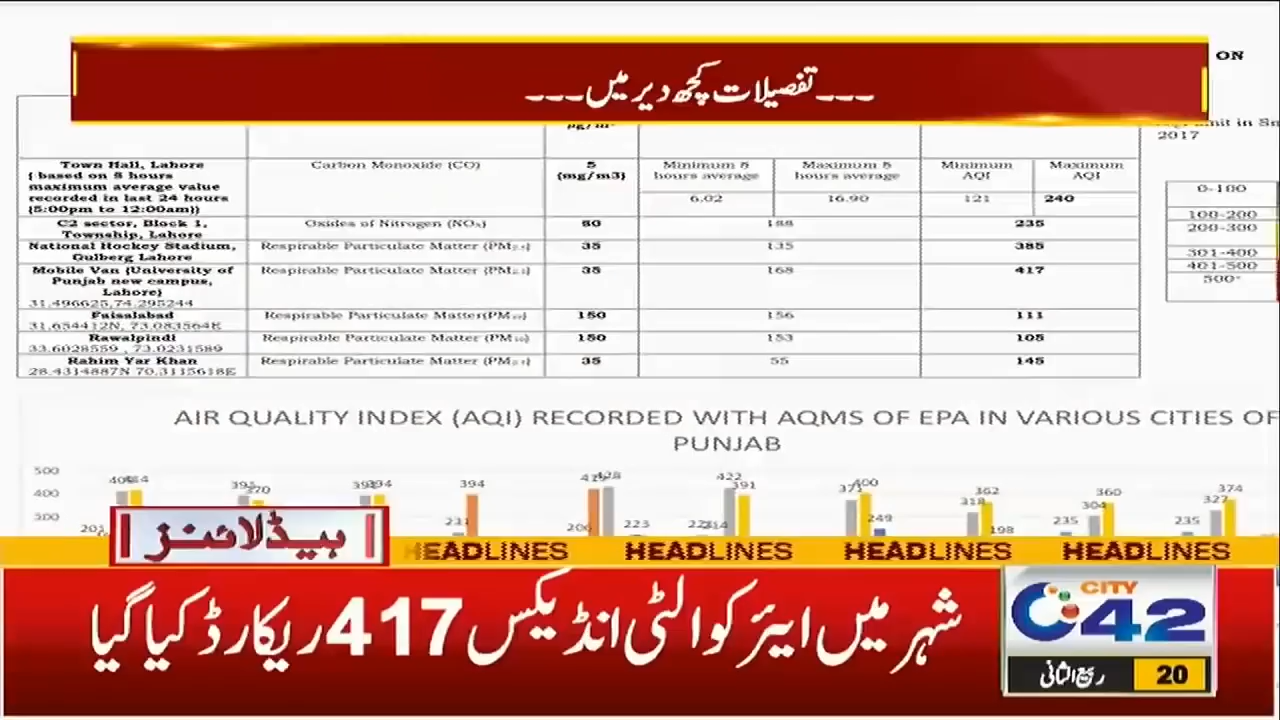 ON
۔۔۔ تفصیلات کچھ دیر میں ۔۔۔
2017
Town Hall, Lahore
( based on 8 hours
maximum average value
recorded in last 24 hours
(5:00pm to 12:00am))
Carbon Monoxide (CO)
5
(mg/m3)
Minimum 8
hours average
Maximum 8
hours average
Minimum
AQI
Maximum
AQI
6.02
16.90
121
240
C2 sector, Block 1,
Township, Lahore
Oxides of Nitrogen (NOₓ)
80
188
235
National Hockey Stadium,
Gulberg Lahore
Respirable Particulate Matter (PM₂.₅)
35
135
385
Mobile Van (University of
Punjab new campus,
Lahore)
31.496625,74.295244
Respirable Particulate Matter (PM₂.₅)
35
168
417
Faisalabad
31.654412N, 73.083564E
Respirable Particulate Matter(PM₁₀)
150
156
111
Rawalpindi
33.6028559 , 73.0231589
Respirable Particulate Matter (PM₁₀)
150
153
105
Rahim Yar Khan
28.4314887N 70.3115618E
Respirable Particulate Matter (PM₂.₅)
35
55
145
0-100
100-200
200-300
301-400
401-500
500+
AIR QUALITY INDEX (AQI) RECORDED WITH AQMS OF EPA IN VARIOUS CITIES OF
PUNJAB
500
400
300
394
231
422
391
223
400
249
318
362
198
235
304
360
235
327
374
ہیڈلائنز
HEADLINES HEADLINES HEADLINES HEADLINES
شہر میں ایئر کوالٹی انڈیکس 417 ریکارڈ کیا گیا
CITY
42
20 ربیع الثانی